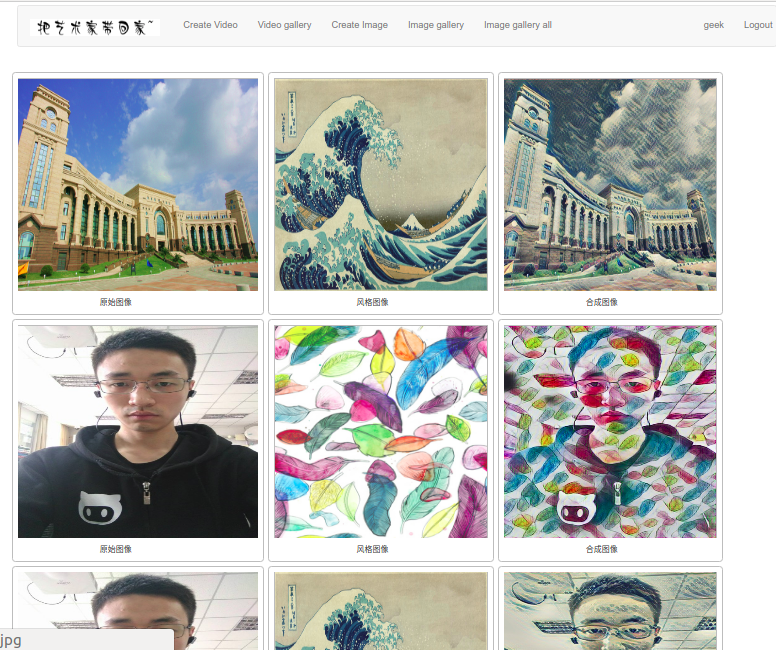 把艺术家带回家~ Create Video Video gallery Create Image Image gallery Image gallery all geek Logout
原始图像 风格图像 合成图像
原始图像 风格图像 合成图像
jpg